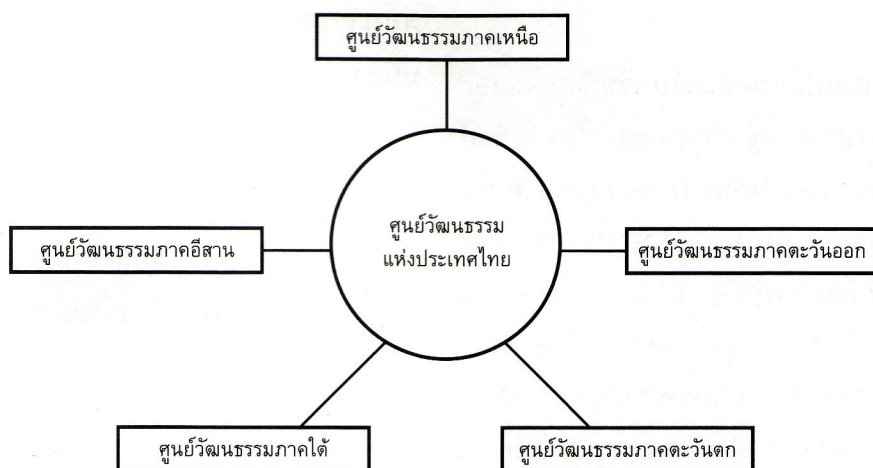 ศูนย์วัฒนธรรมภาคเหนือ
ศูนย์วัฒนธรรม
แห่งประเทศไทย
ศูนย์วัฒนธรรมภาคอีสาน
ศูนย์วัฒนธรรมภาคตะวันออก
ศูนย์วัฒนธรรมภาคใต้
ศูนย์วัฒนธรรมภาคตะวันตก